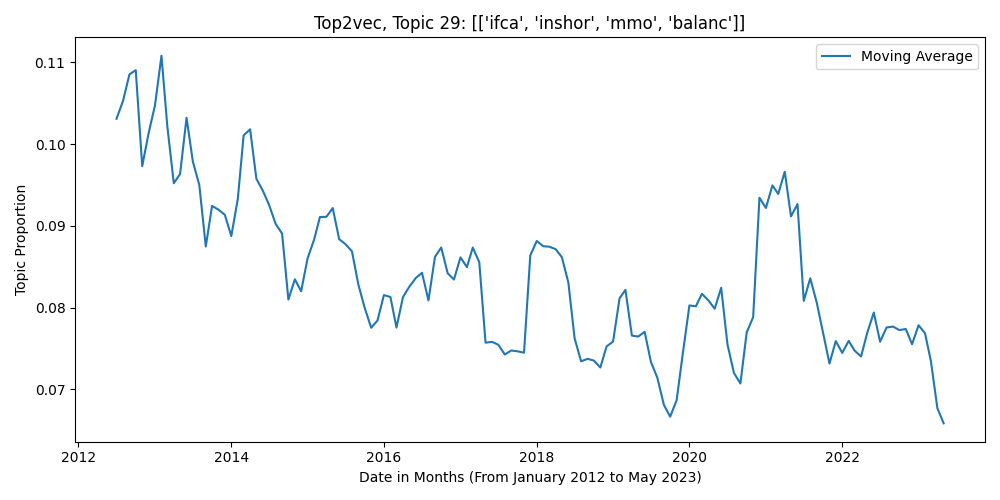 Top2vec, Topic 29: [['ifca', 'inshor', 'mmo', 'balanc']]
Moving Average
0.11
0.10
0.09
0.08
0.07
Topic Proportion
2012 2014 2016 2018 2020 2022
Date in Months (From January 2012 to May 2023)